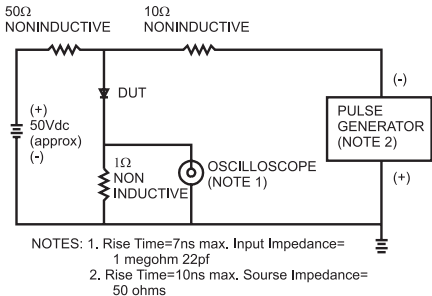 50Ω
NONINDUCTIVE
10Ω
NONINDUCTIVE
(+)
50Vdc
(approx)
(-)
DUT
1Ω
NON
INDUCTIVE
OSCILLOSCOPE
(NOTE 1)
(-)
PULSE
GENERATOR
(NOTE 2)
(+)
NOTES: 1. Rise Time=7ns max. Input Impedance=
1 megohm 22pf
2. Rise Time=10ns max. Sourse Impedance=
50 ohms